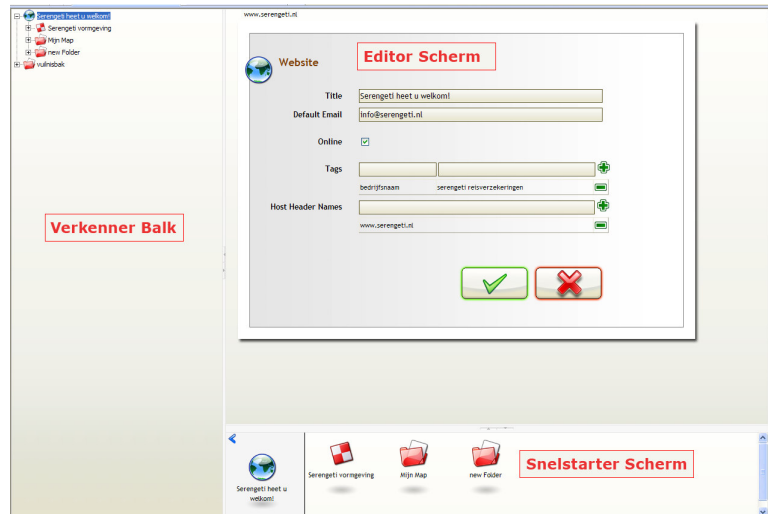 Serengeti heet u welkom!
Serengeti vormgeving
Mijn Map
new Folder
vuilnisbak
Verkenner Balk
www.serengeti.nl
Website
Editor Scherm
Title
Serengeti heet u welkom!
Default Email
info@serengeti.nl
Online
Tags
bedrijfsnaam serengeti reisverzekeringen
Host Header Names
www.serengeti.nl
Serengeti heet u
welkom!
Serengeti vormgeving
Mijn Map
new Folder
Snelstarter Scherm